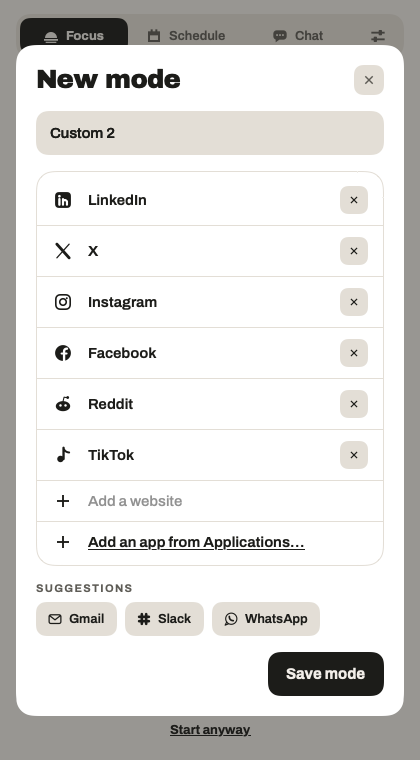 Focus
Schedule
Chat
New mode
Custom 2
LinkedIn
X
Instagram
Facebook
Reddit
TikTok
Add a website
Add an app from Applications...
SUGGESTIONS
Gmail
Slack
WhatsApp
Save mode
Start anyway